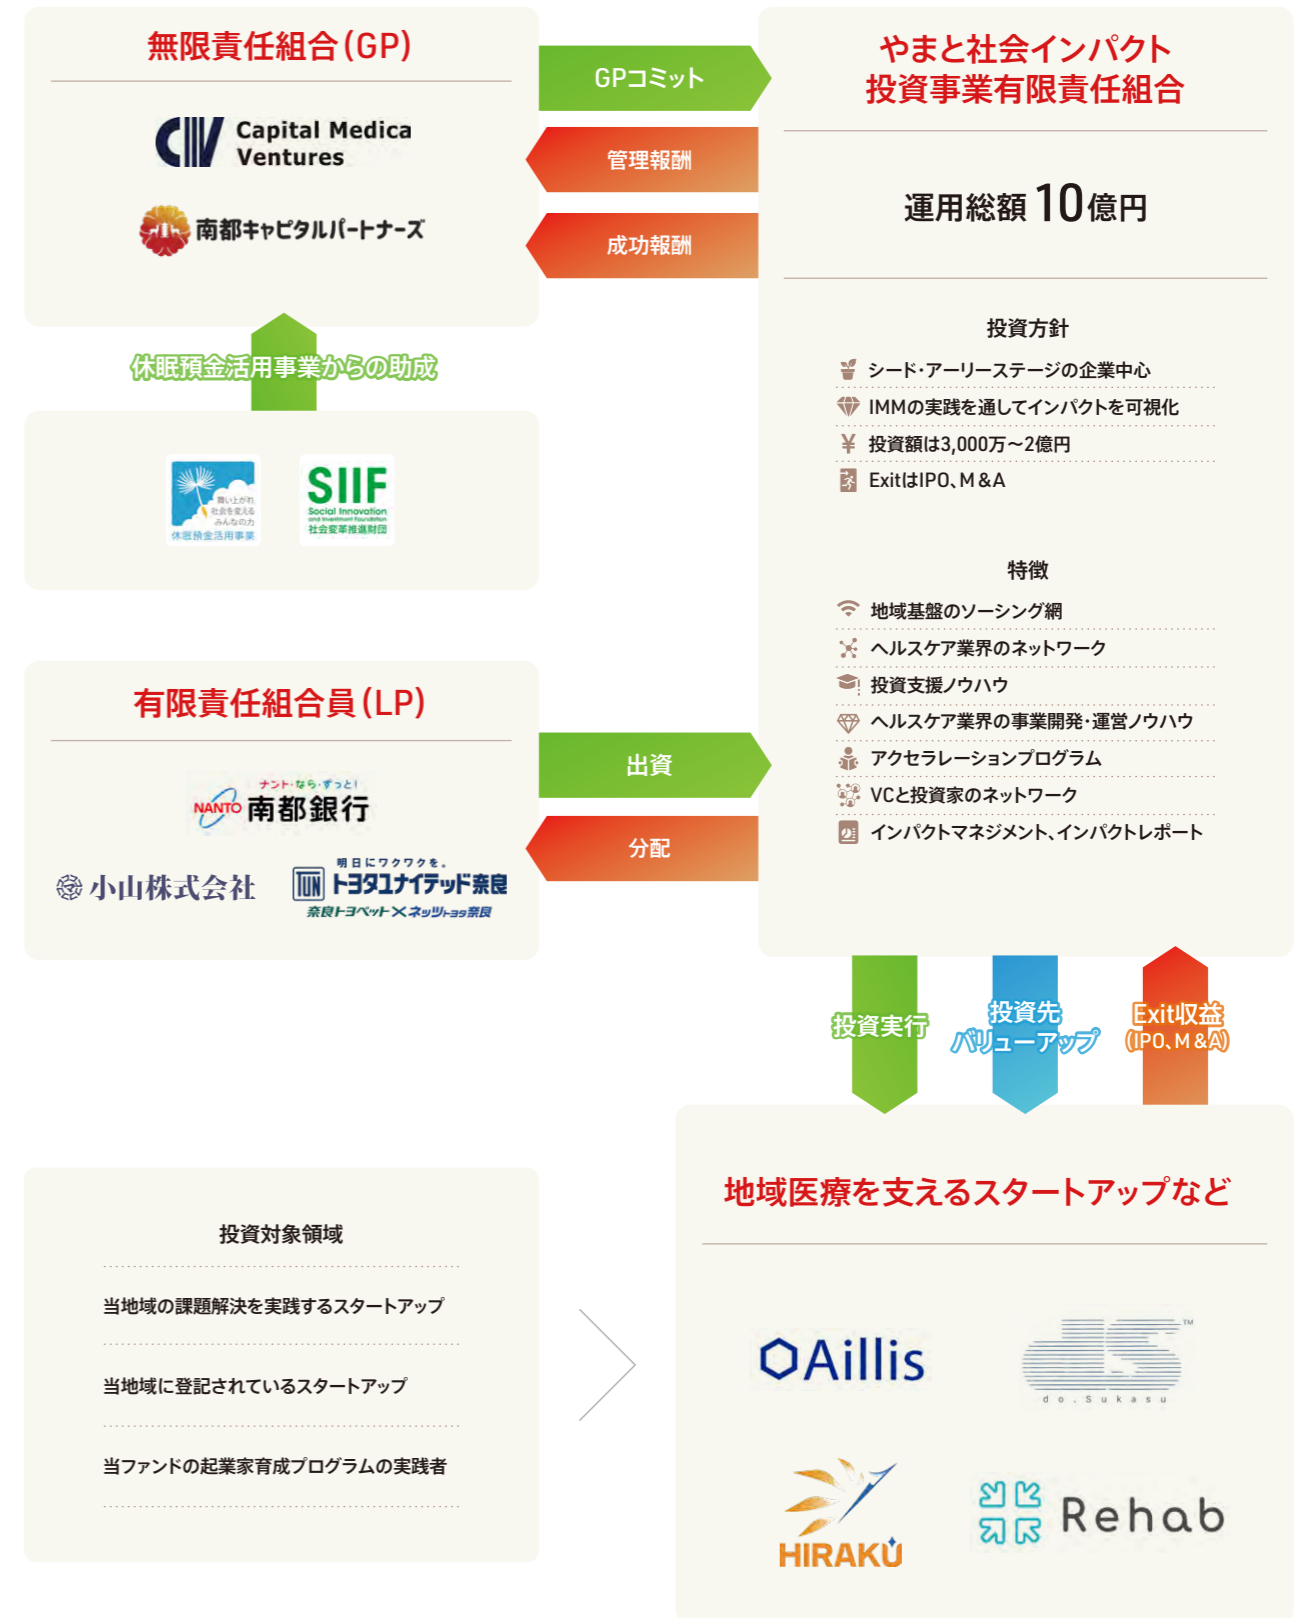 無限責任組合(GP)
Capital Medica
Ventures
南都キャピタルパートナーズ
GPコミット
管理報酬
成功報酬
やまと社会インパクト
投資事業有限責任組合
運用総額 10億円
投資方針
シード・アーリーステージの企業中心
IMMの実践を通してインパクトを可視化
投資額は3,000万〜2億円
ExitはIPO、M&A
特徴
地域基盤のソーシング網
ヘルスケア業界のネットワーク
投資支援ノウハウ
ヘルスケア業界の事業開発・運営ノウハウ
アクセラレーションプログラム
VCと投資家のネットワーク
インパクトマネジメント、インパクトレポート
休眠預金活用事業からの助成
舞い上がれ
社会を変える
みんなの力
休眠預金活用事業
SIIF
Social Innovation
and Investment Foundation
社会変革推進財団
有限責任組合員(LP)
ナント・なら・ずっと!
NANTO 南都銀行
小山株式会社
明日にワクワクを。
TUN トヨタユナイテッド奈良
奈良トヨペット×ネッツトヨタ奈良
出資
分配
投資実行
投資先
バリューアップ
Exit収益
(IPO、M&A)
投資対象領域
当地域の課題解決を実践するスタートアップ
当地域に登記されているスタートアップ
当ファンドの起業家育成プログラムの実践者
地域医療を支えるスタートアップなど
Aillis
dS™
do.Sukasu
HIRAKU
Rehab